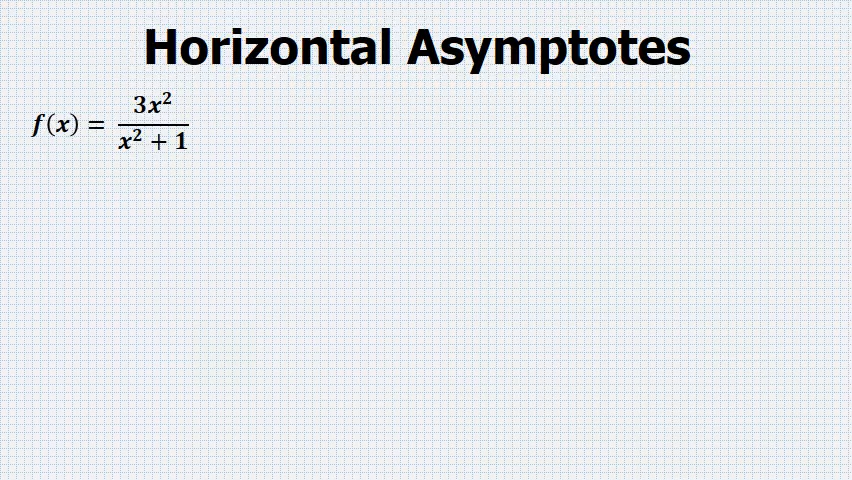 Horizontal Asymptotes
f(x) = 3x² / x² + 1